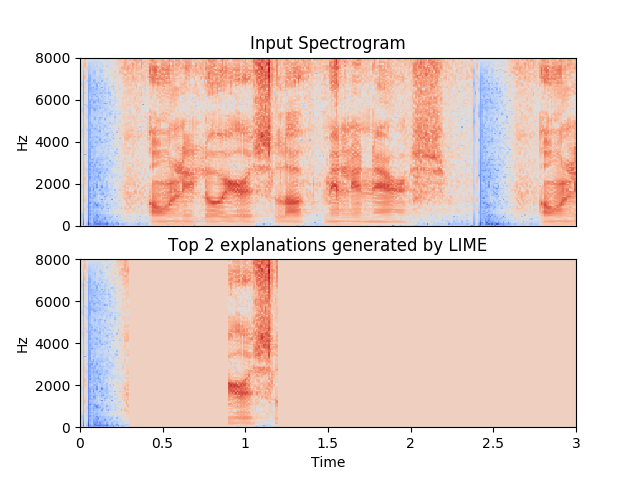 Input Spectrogram
8000
6000
4000
2000
0
Hz
Top 2 explanations generated by LIME
8000
6000
4000
2000
0
Hz
0 0.5 1 1.5 2 2.5 3
Time